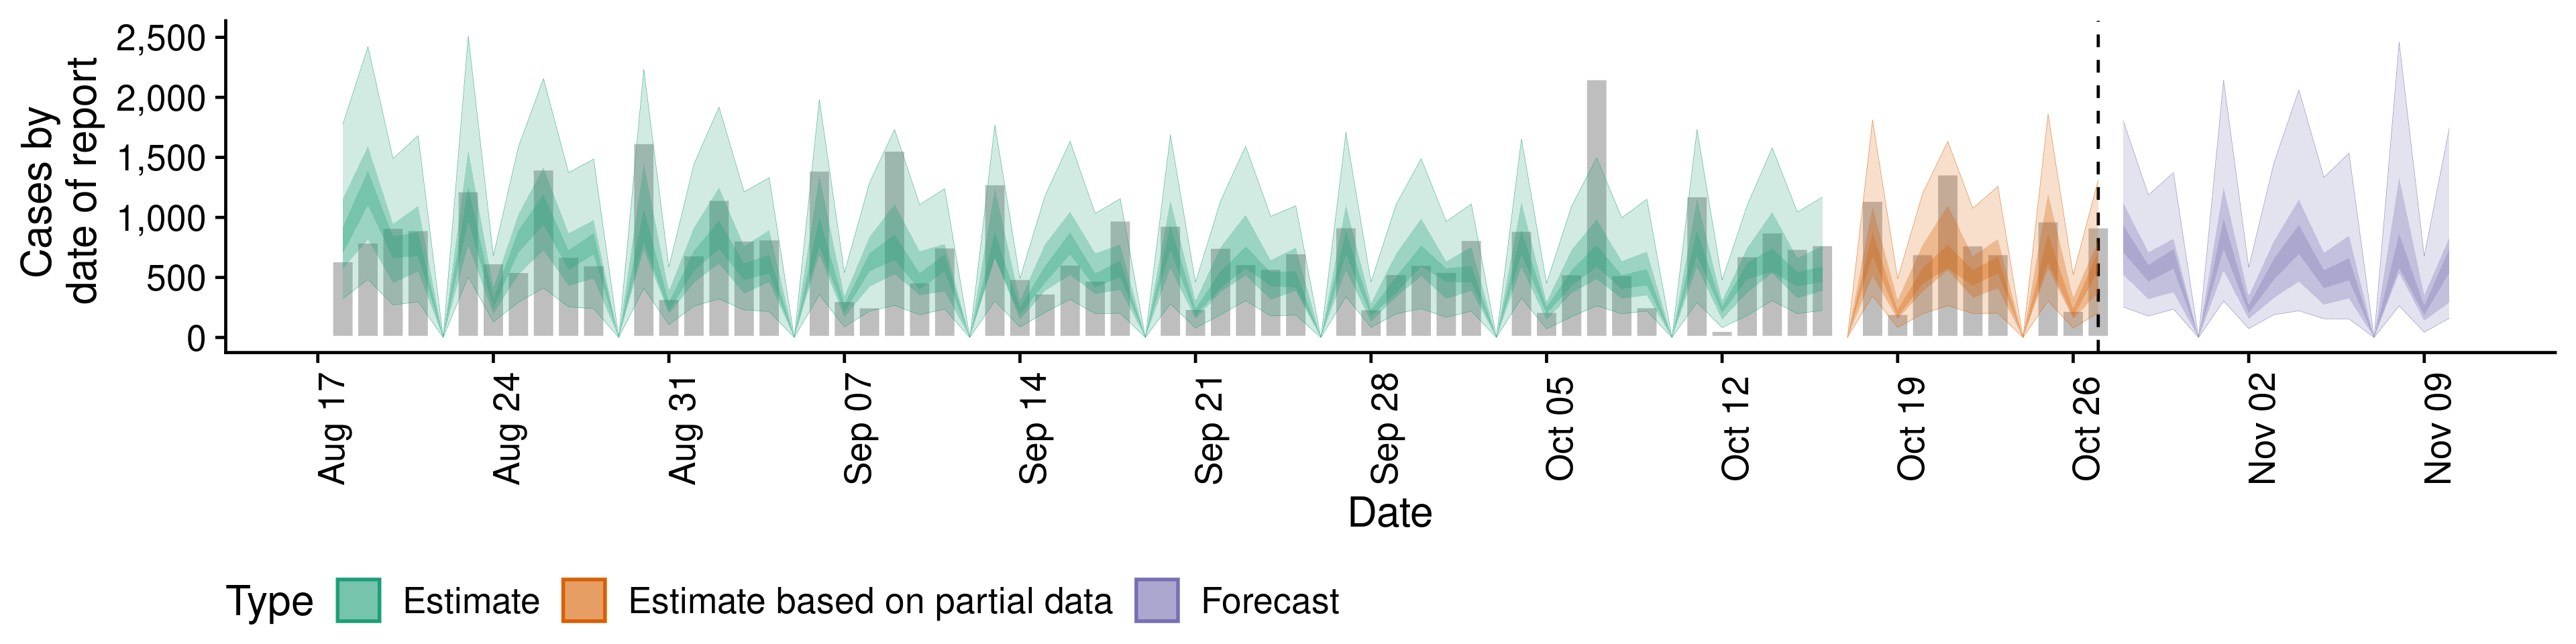 Cases by
date of report
2,500
2,000
1,500
1,000
500
0
Aug 17
Aug 24
Aug 31
Sep 07
Sep 14
Sep 21
Sep 28
Oct 05
Oct 12
Oct 19
Oct 26
Nov 02
Nov 09
Date
Type Estimate Estimate based on partial data Forecast